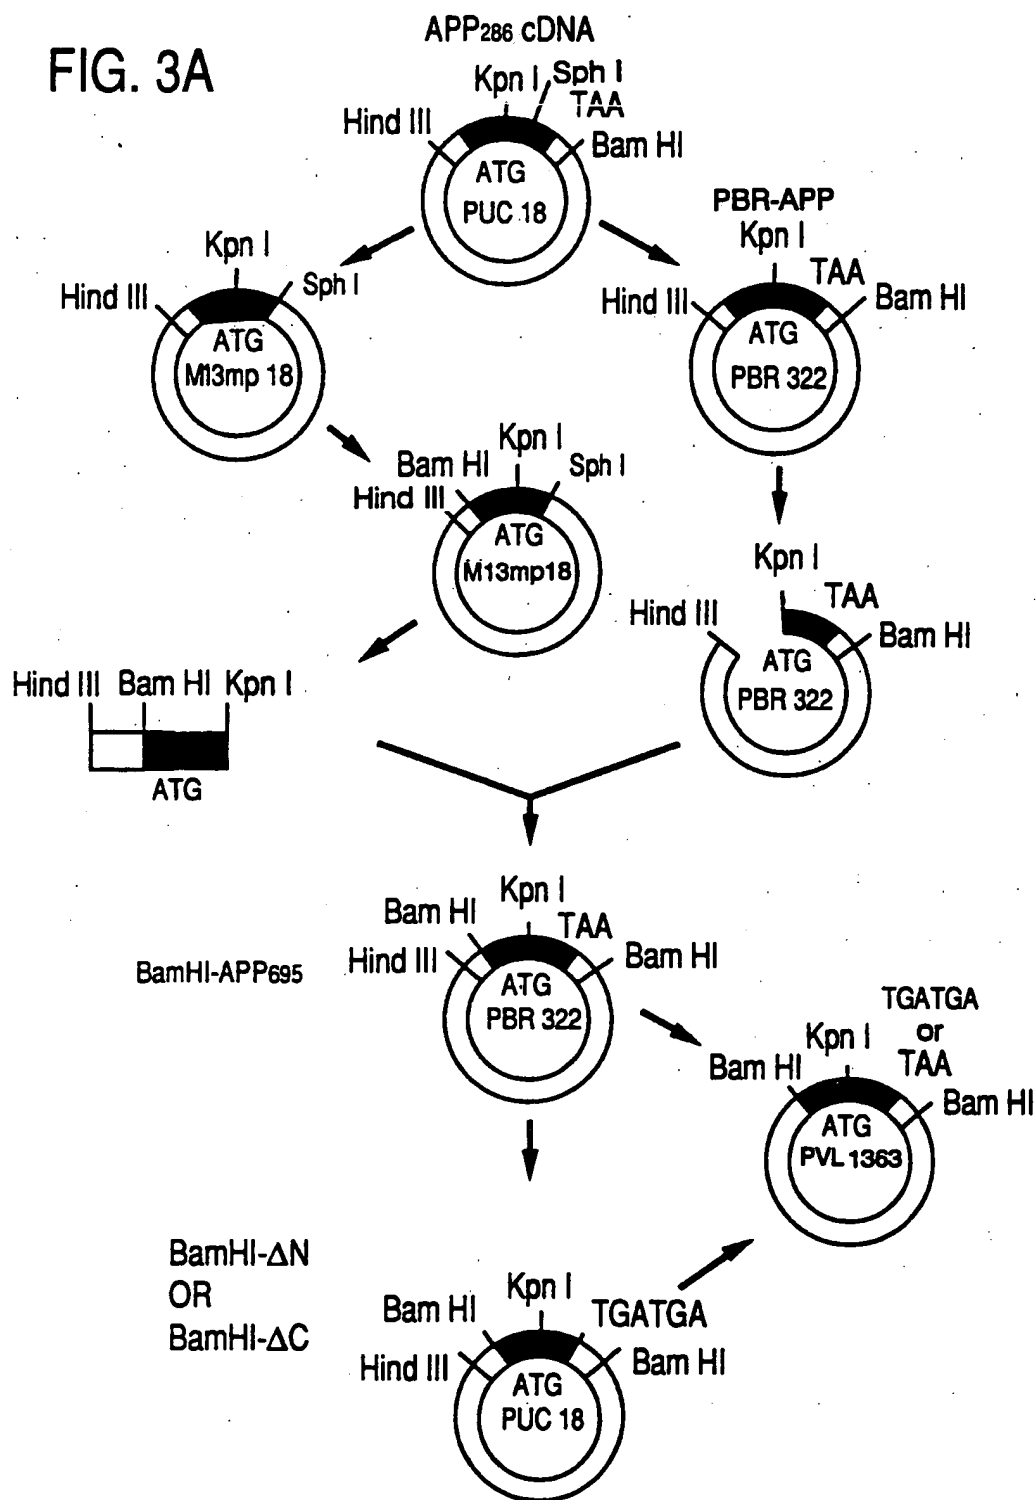 FIG. 3A
APP286 cDNA
Kpn I
Sph I
TAA
Hind III
Bam HI
ATG
PUC 18
Kpn I
Hind III
Sph I
ATG
M13mp 18
PBR-APP
Kpn I
TAA
Hind III
Bam HI
ATG
PBR 322
Kpn I
Bam HI
Sph I
Hind III
ATG
M13mp18
Kpn I
TAA
Hind III
Bam HI
ATG
PBR 322
Hind III Bam HI Kpn I
ATG
BamHI-APP695
Kpn I
Bam HI
TAA
Hind III
Bam HI
ATG
PBR 322
TGATGA
or
TAA
Kpn I
Bam HI
Bam HI
ATG
PVL 1363
BamHI-ΔN
OR
BamHI-ΔC
Kpn I
Bam HI
TGATGA
Hind III
Bam HI
ATG
PUC 18